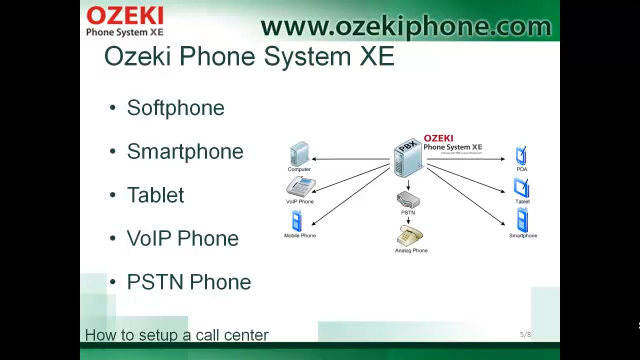 OZEKI
Phone System XE
www.ozekiphone.com
Ozeki Phone System XE
• Softphone
• Smartphone
• Tablet
• VoIP Phone
• PSTN Phone
PBX
OZEKI
Phone System XE
Computer
PDA
VoIP Phone
PSTN
Tablet
Mobile Phone
Analog Phone
Smartphone
How to setup a call center
5/8